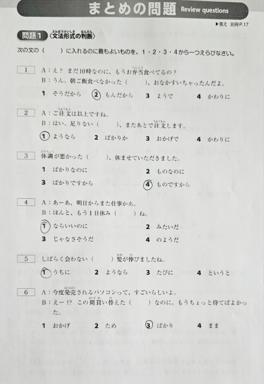 まとめの問題 Review questions
▶答え 別冊P.17
問題1 (文法形式の判断)
次の文の( )に入れるのに最もよいものを、1・2・3・4から一つえらびなさい。
1 A:え?まだ10時なのに、もうお弁当食べてるの?
B:うん、朝ご飯食べなかった( )、おなかすいちゃったんだよ。
1 そうだから 2 もんだから 3 ようで 4 かわりに
2 A:ご注文は以上ですね。
B:はい、足りない( )、またあとで注文します。
1 ようなら 2 ばかりか 3 おかげで 4 かわりに
3 体調が悪かった( )、休ませていただきました。
1 ばかりなのに 2 ものなのに
3 ばかりですから 4 ものですから
4 A:あーあ、明日からまた仕事かぁ。
B:ほんと、もう1日休み( )ね。
1 ならいいのに 2 みたいだ
3 じゃなさそうだ 4 のようだ
5 しばらく会わない( )髪が伸びましたね。
1 うちに 2 ようなら 3 たびに 4 というと
6 A:今度発売されるパソコンって、すごいらしいよ。
B:えー!?この間買い替えた( )なのに、もうちょっと待てばよかった。
1 おかげ 2 ため 3 ばかり 4 まま